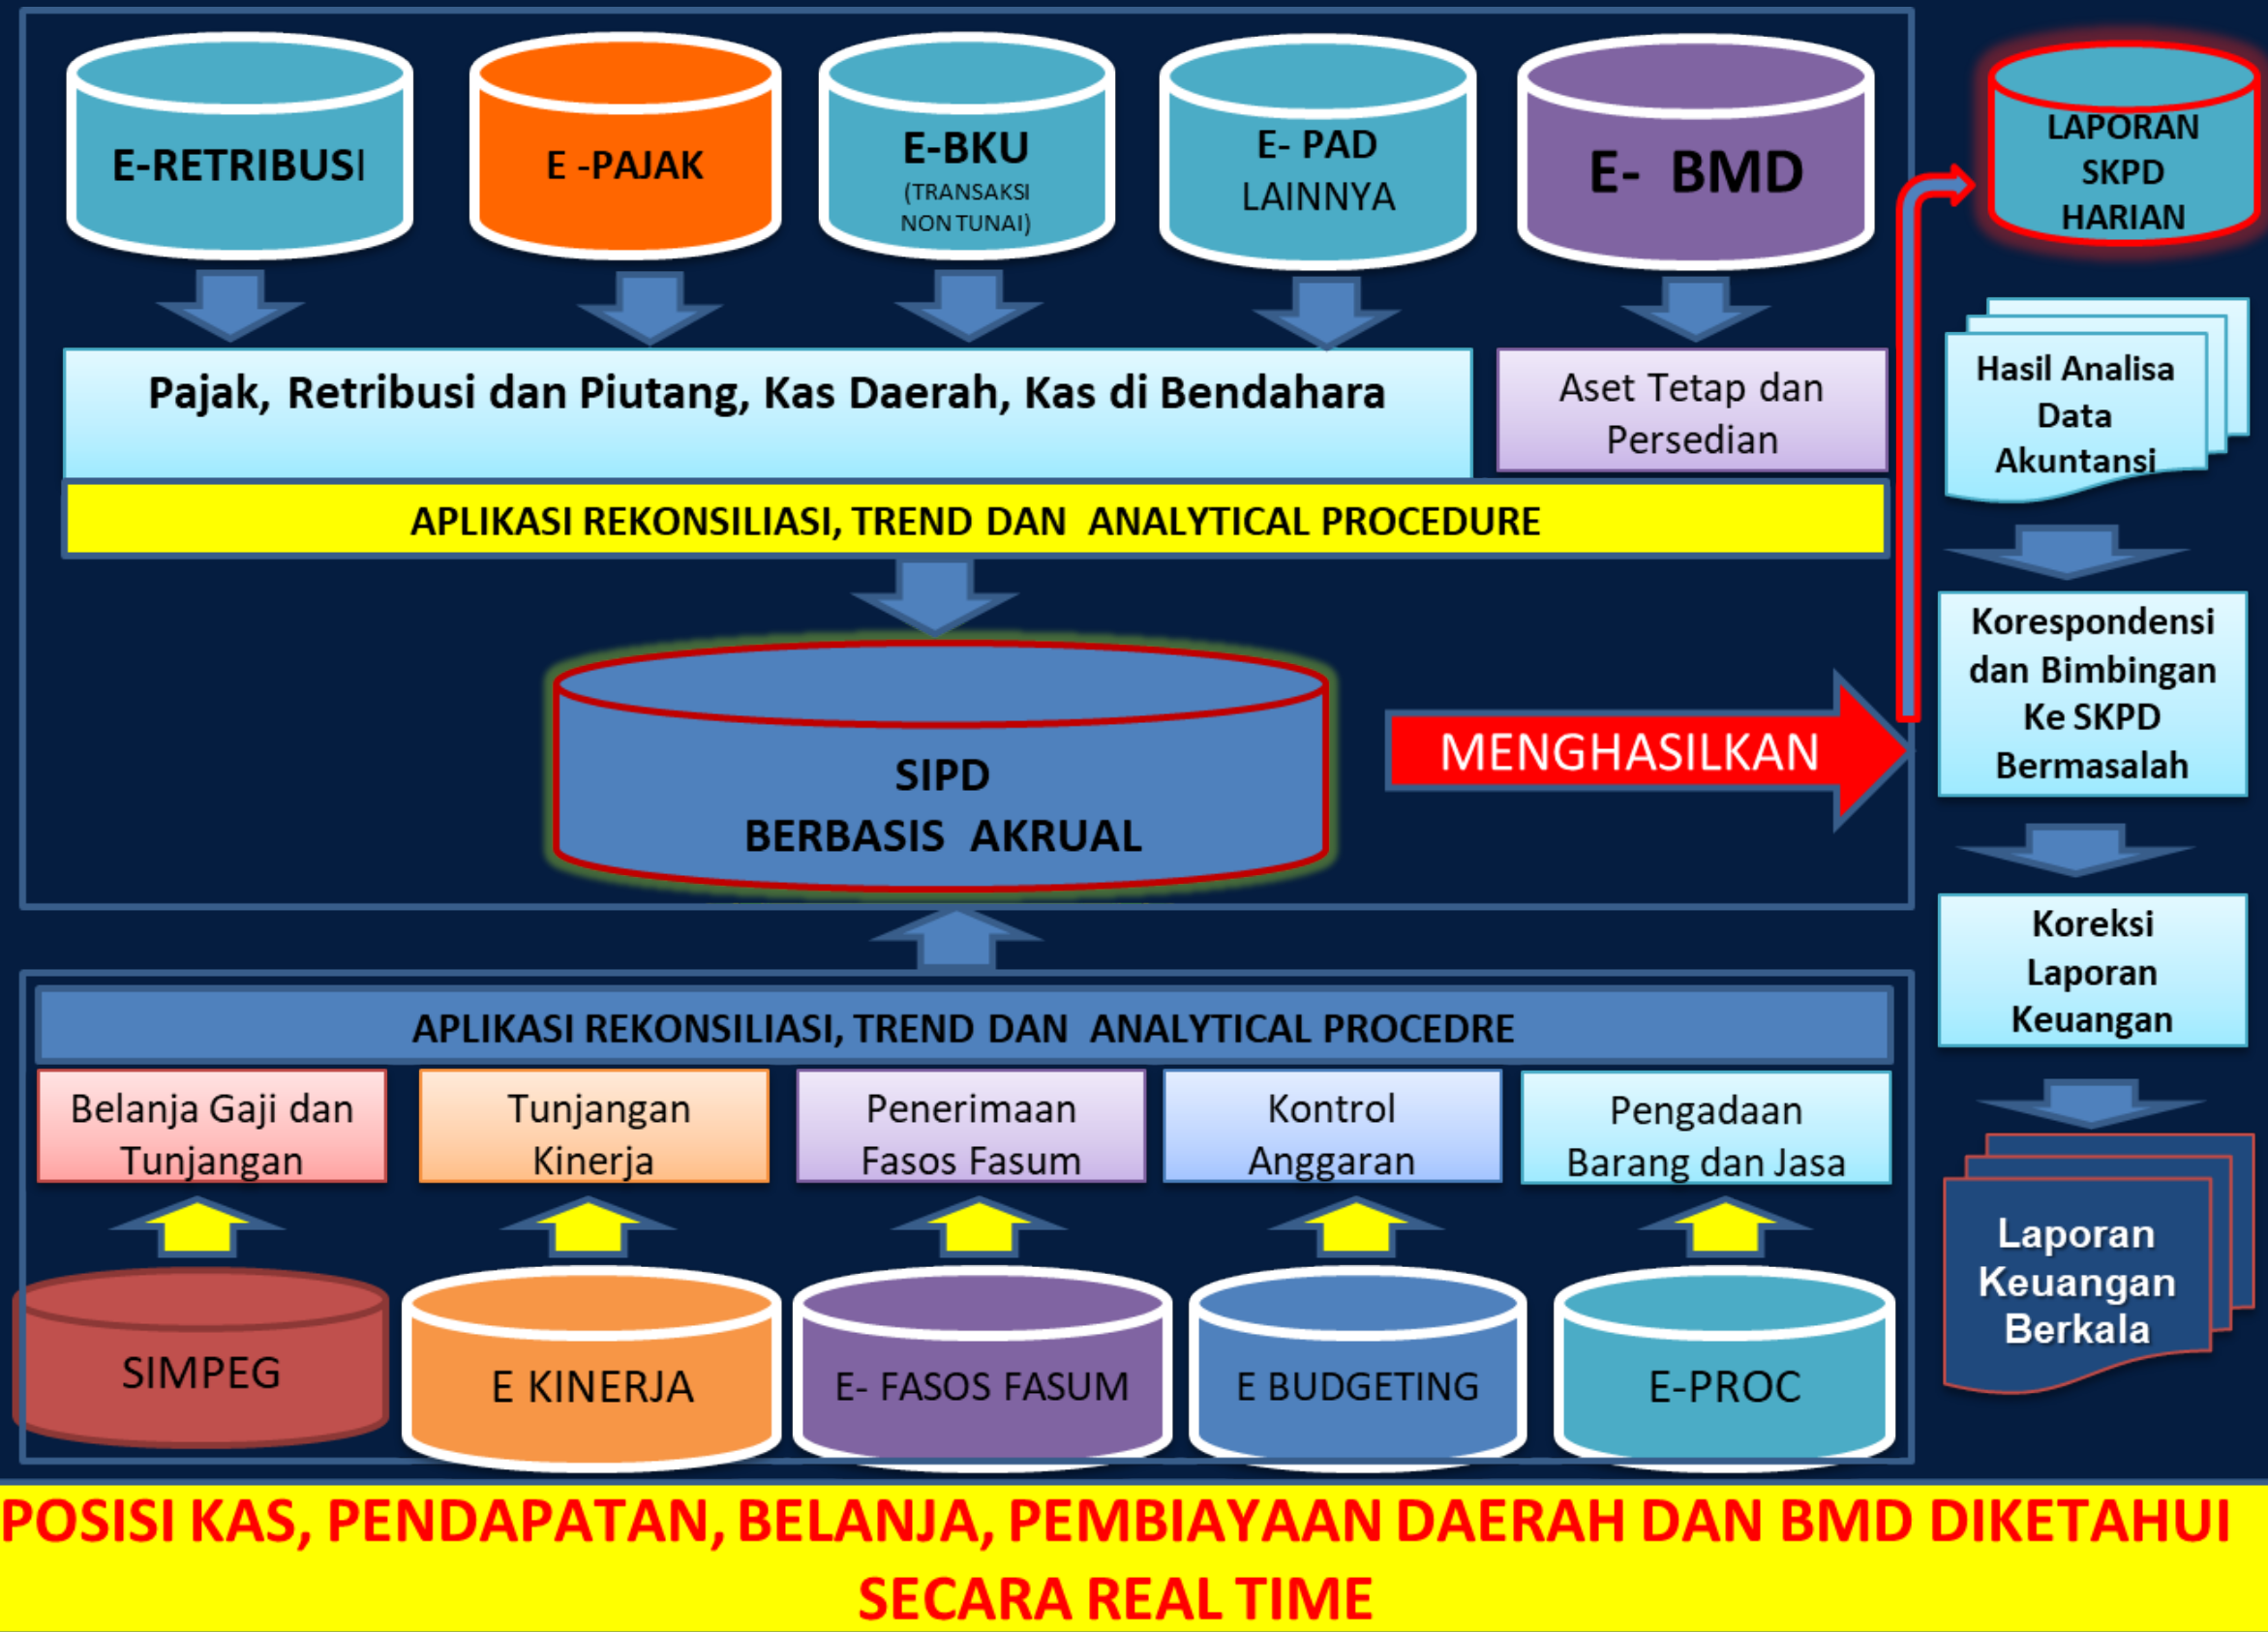 E-RETRIBUSI
E -PAJAK
E-BKU
(TRANSAKSI
NON TUNAI)
E- PAD
LAINNYA
E-  BMD
LAPORAN
SKPD
HARIAN
Pajak, Retribusi dan Piutang, Kas Daerah, Kas di Bendahara
Aset Tetap dan
Persedian
APLIKASI REKONSILIASI, TREND DAN  ANALYTICAL PROCEDURE
SIPD
BERBASIS  AKRUAL
MENGHASILKAN
Hasil Analisa
Data
Akuntansi
Korespondensi
dan Bimbingan
Ke SKPD
Bermasalah
Koreksi
Laporan
Keuangan
Laporan
Keuangan
Berkala
APLIKASI REKONSILIASI, TREND DAN  ANALYTICAL PROCEDRE
Belanja Gaji dan
Tunjangan
Tunjangan
Kinerja
Penerimaan
Fasos Fasum
Kontrol
Anggaran
Pengadaan
Barang dan Jasa
SIMPEG
E KINERJA
E- FASOS FASUM
E BUDGETING
E-PROC
POSISI KAS, PENDAPATAN, BELANJA, PEMBIAYAAN DAERAH DAN BMD DIKETAHUI
SECARA REAL TIME